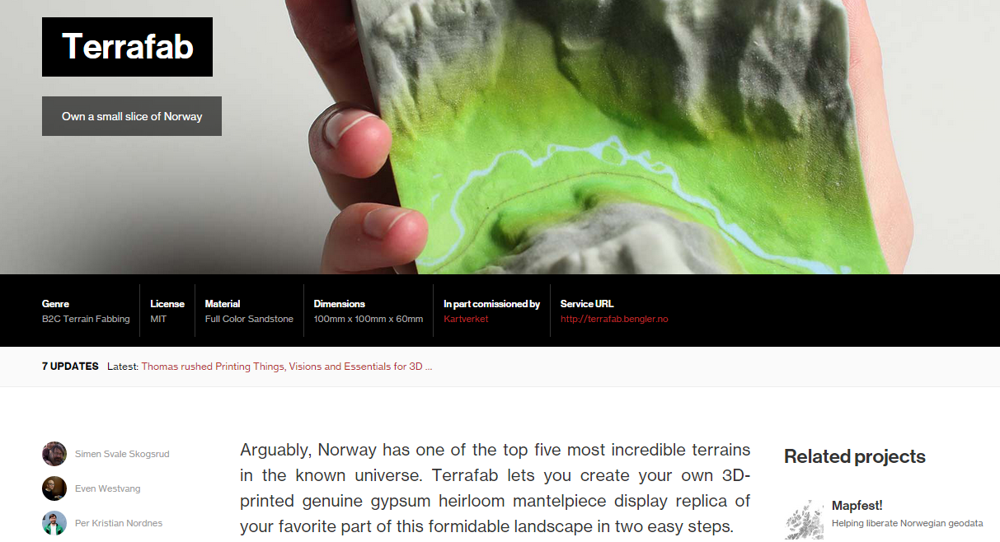 Terrafab
Own a small slice of Norway
Genre
B2C Terrain Fabbing
License
MIT
Material
Full Color Sandstone
Dimensions
100mm x 100mm x 60mm
In part comissioned by
Kartverket
Service URL
http://terrafab.bengler.no
7 UPDATES Latest: Thomas rushed Printing Things, Visions and Essentials for 3D ...
Simen Svale Skogsrud
Even Westvang
Per Kristian Nordnes
Arguably, Norway has one of the top five most incredible terrains
in the known universe. Terrafab lets you create your own 3D-
printed genuine gypsum heirloom mantelpiece display replica of
your favorite part of this formidable landscape in two easy steps.
Related projects
Mapfest!
Helping liberate Norwegian geodata